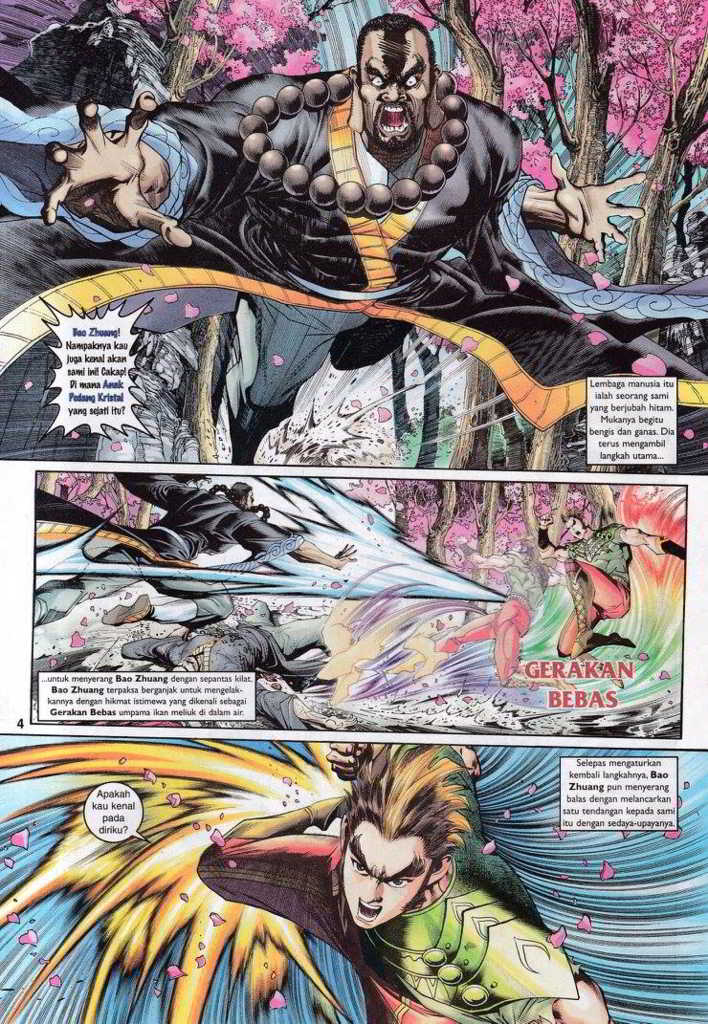 Bao Zhuang!
Nampaknya kau
juga kenal akan
sami ini! Cakap!
Di mana Anak
Pedang Kristal
yang sejati itu?
Lembaga manusia itu
ialah seorang sami
yang berjubah hitam.
Mukanya begitu
bengis dan ganas. Dia
terus mengambil
langkah utama...
...untuk menyerang Bao Zhuang dengan sepantas kilat.
Bao Zhuang terpaksa berganjak untuk mengelak-
kannya dengan hikmat istimewa yang dikenali sebagai
Gerakan Bebas umpama ikan meliuk di dalam air.
GERAKAN
BEBAS
4
Selepas mengaturkan
kembali langkahnya, Bao
Zhuang pun menyerang
balas dengan melancarkan
satu tendangan kepada sami
itu dengan sedaya-upayanya.
Apakah
kau kenal
pada
diriku?